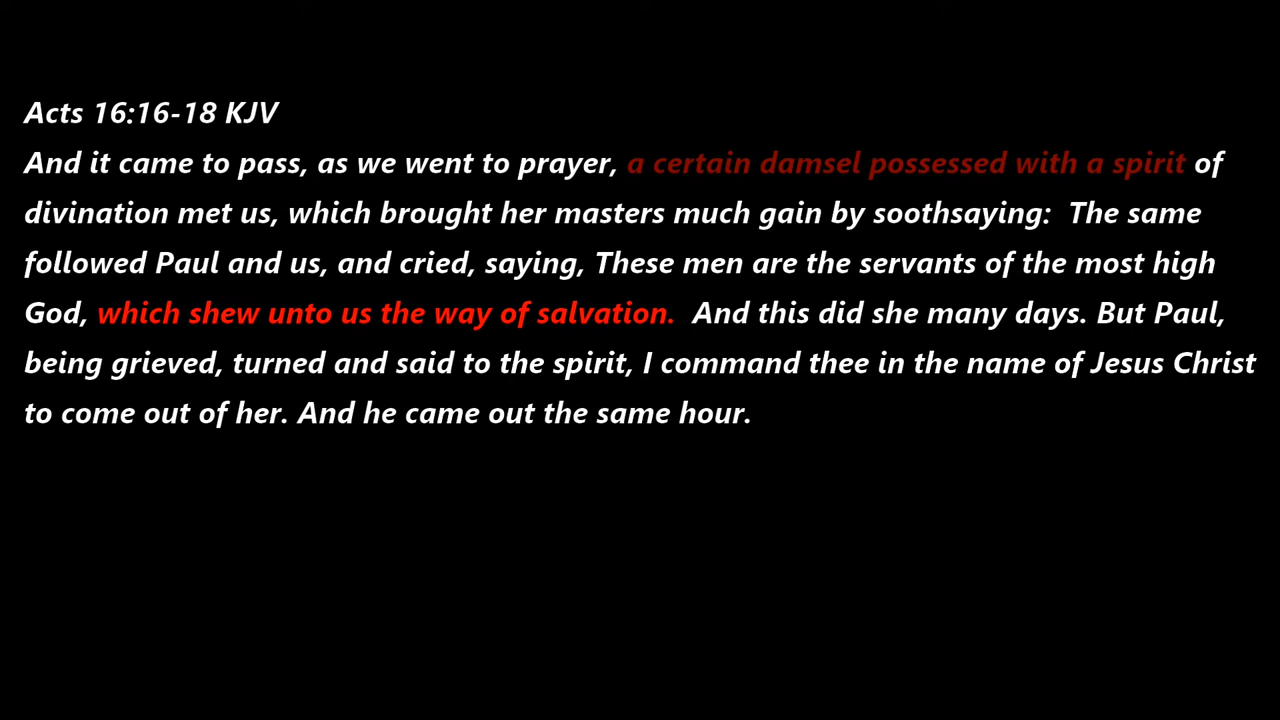 Acts 16:16-18 KJV
And it came to pass, as we went to prayer, a certain damsel possessed with a spirit of
divination met us, which brought her masters much gain by soothsaying:  The same
followed Paul and us, and cried, saying, These men are the servants of the most high
God, which shew unto us the way of salvation.  And this did she many days. But Paul,
being grieved, turned and said to the spirit, I command thee in the name of Jesus Christ
to come out of her. And he came out the same hour.